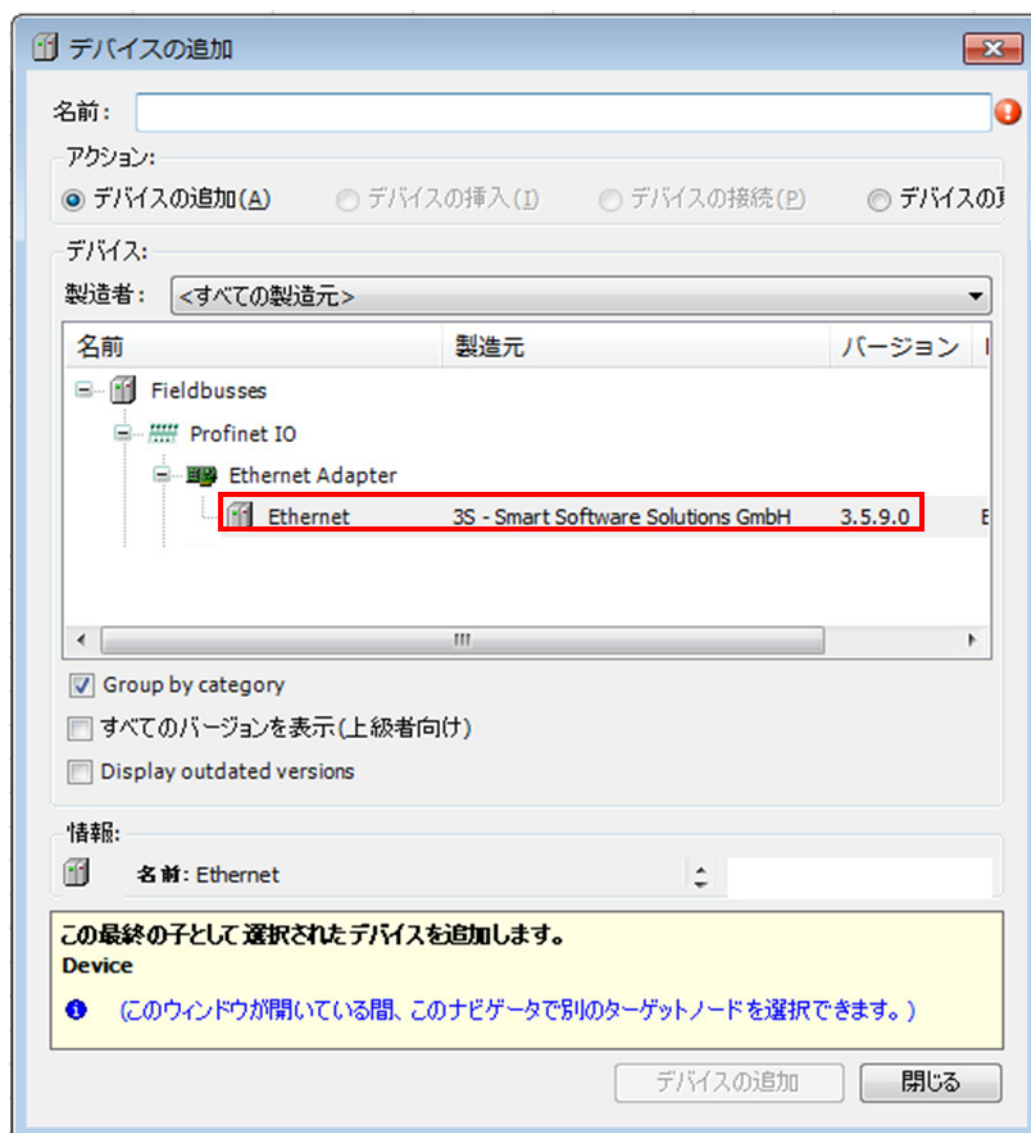 デバイスの追加
名前:
アクション:
デバイスの追加(A) デバイスの挿入(I) デバイスの接続(P) デバイスの
デバイス:
製造者: <すべての製造元>
名前 製造元 バージョン
Fieldbusses
Profinet IO
Ethernet Adapter
Ethernet 3S - Smart Software Solutions GmbH 3.5.9.0 E
Group by category
すべてのバージョンを表示(上級者向け)
Display outdated versions
情報:
名前: Ethernet
この最終の子として選択されたデバイスを追加します。
Device
(このウィンドウが開いている間、このナビゲータで別のターゲットノードを選択できます。)
デバイスの追加 閉じる